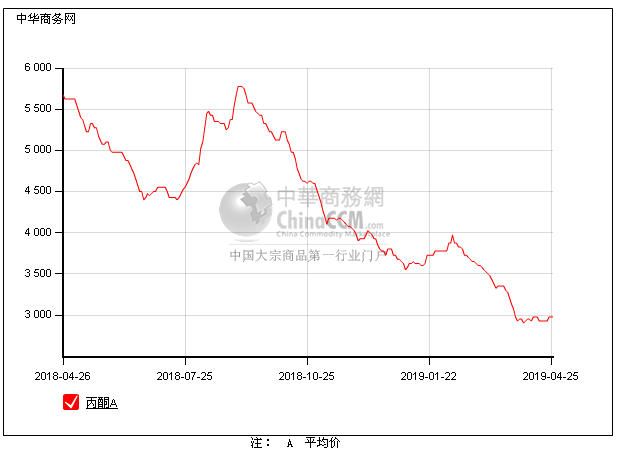 中华商务网
6 000
5 500
5 000
4 500
4 000
3 500
3 000
中華商務網
ChinaCCM.com
China Commodity Marketplace
中国大宗商品第一行业门户
2018-04-26 2018-07-25 2018-10-25 2019-01-22 2019-04-25
丙酮A
注： A 平均价